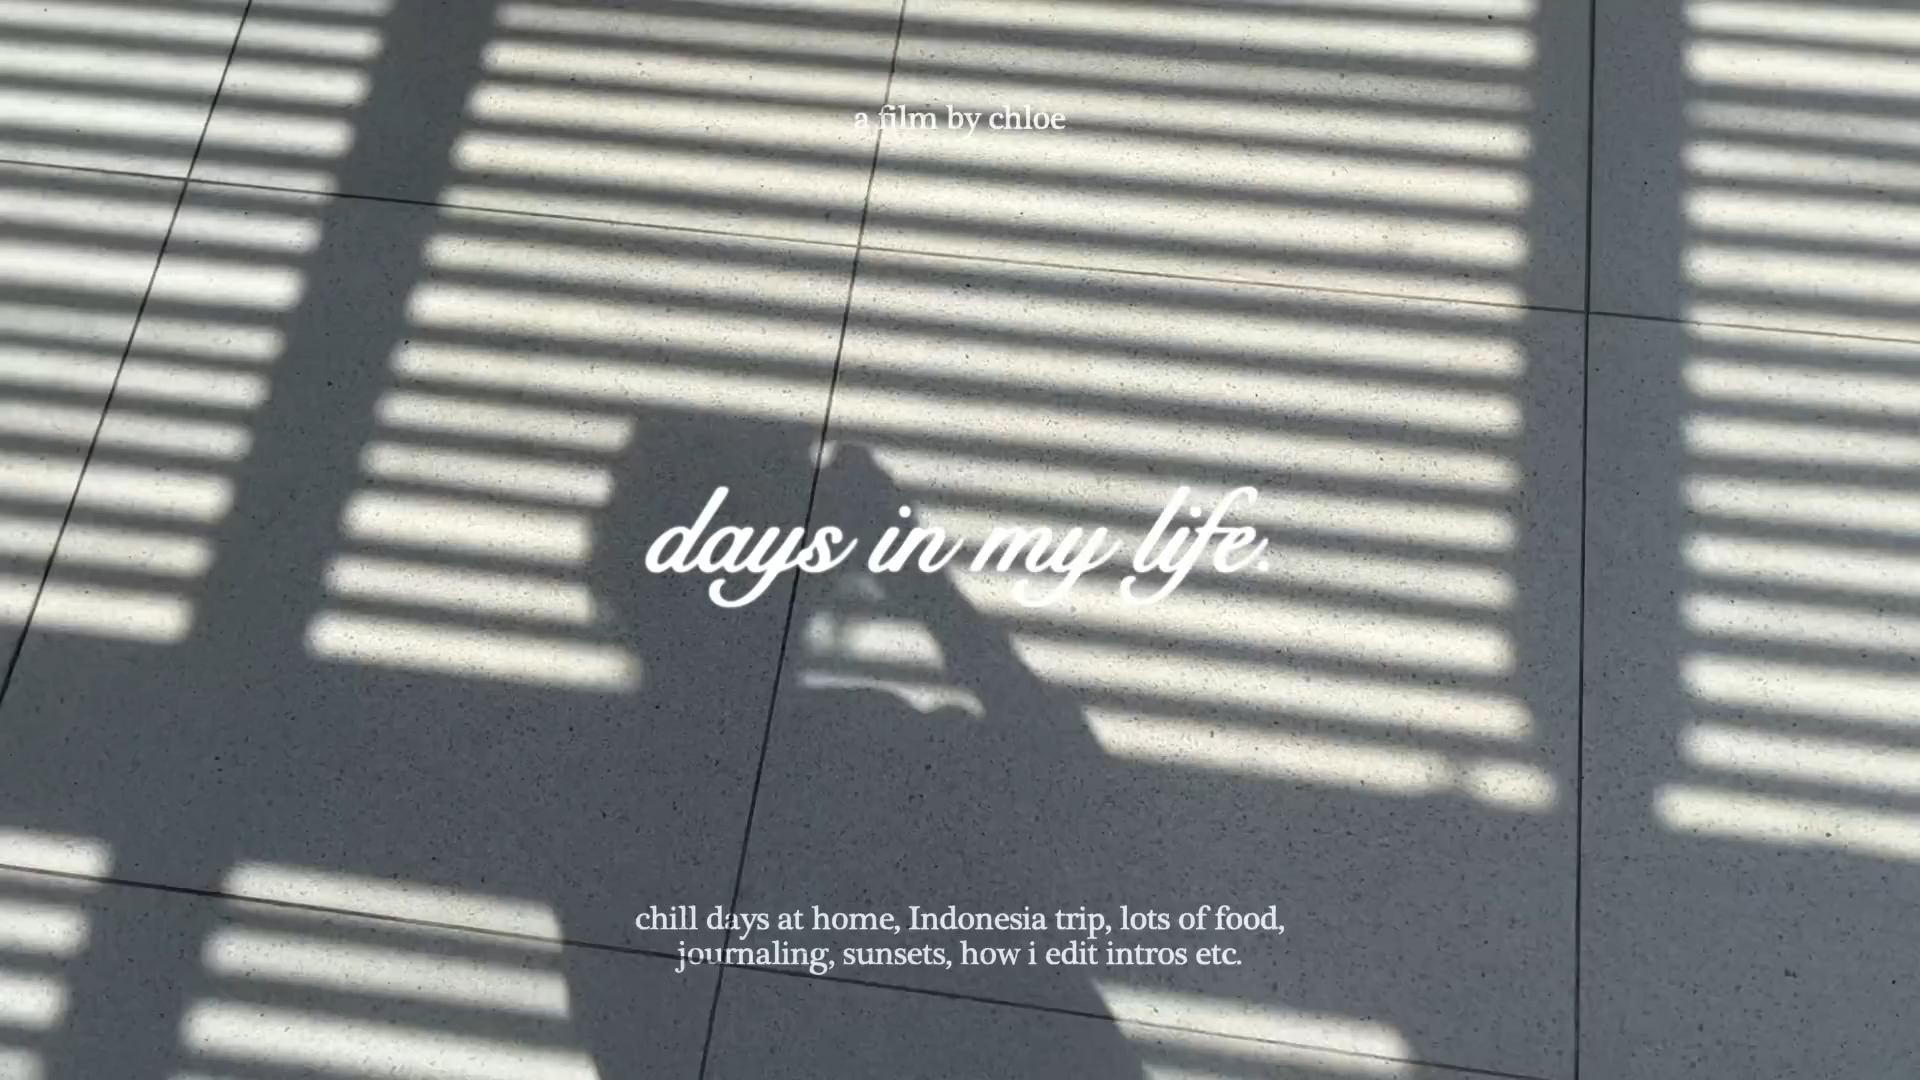 a film by chloe
days in my life.
chill days at home, Indonesia trip, lots of food,
journaling, sunsets, how i edit intros etc.